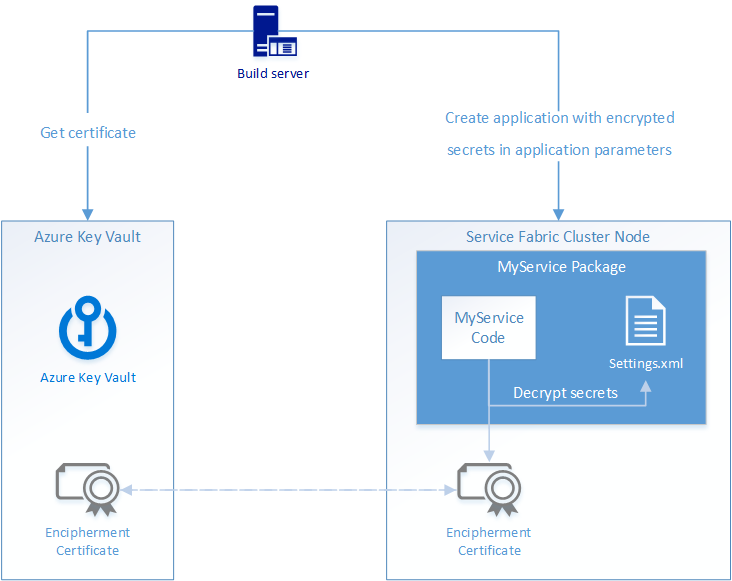 Build server
Get certificate
Create application with encrypted
secrets in application parameters
Azure Key Vault
Azure Key Vault
Encipherment
Certificate
Service Fabric Cluster Node
MyService Package
MyService
Code
Settings.xml
Decrypt secrets
Encipherment
Certificate